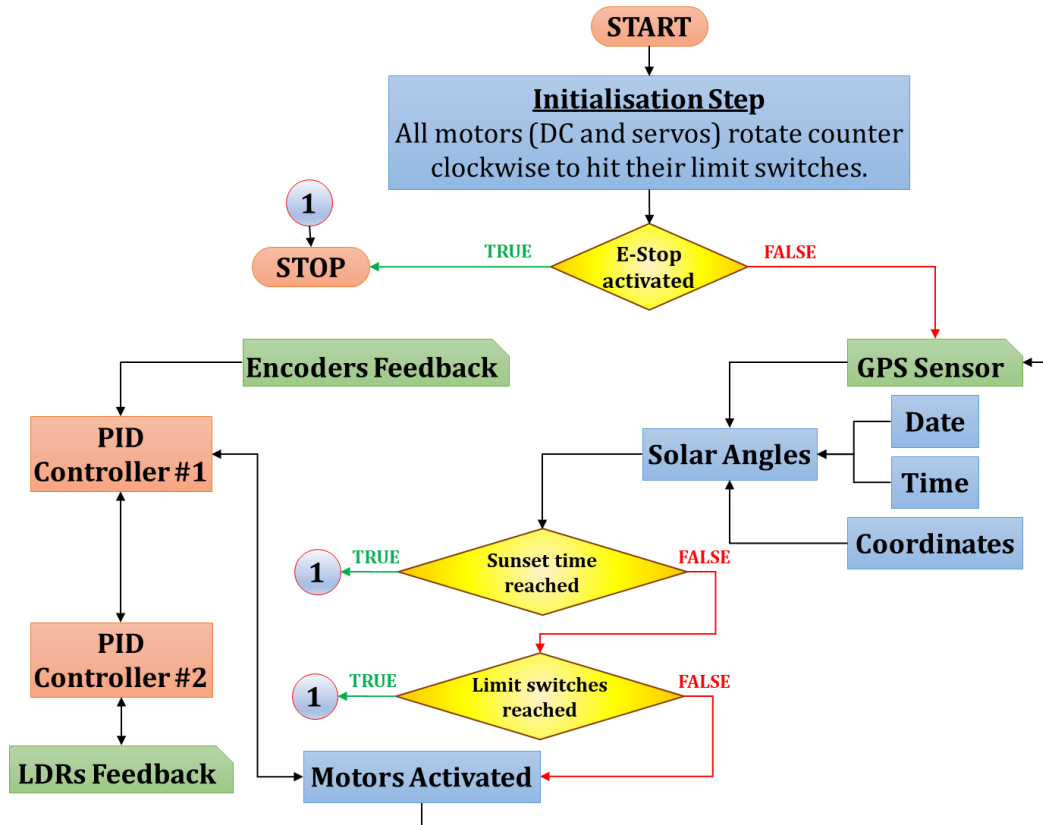 START
Initialisation Step
All motors (DC and servos) rotate counter
clockwise to hit their limit switches.
1
STOP
TRUE
E-Stop
activated
FALSE
Encoders Feedback
GPS Sensor
PID
Controller #1
Solar Angles
Date
Time
Coordinates
1
TRUE
Sunset time
reached
FALSE
PID
Controller #2
1
TRUE
Limit switches
reached
FALSE
LDRs Feedback
Motors Activated